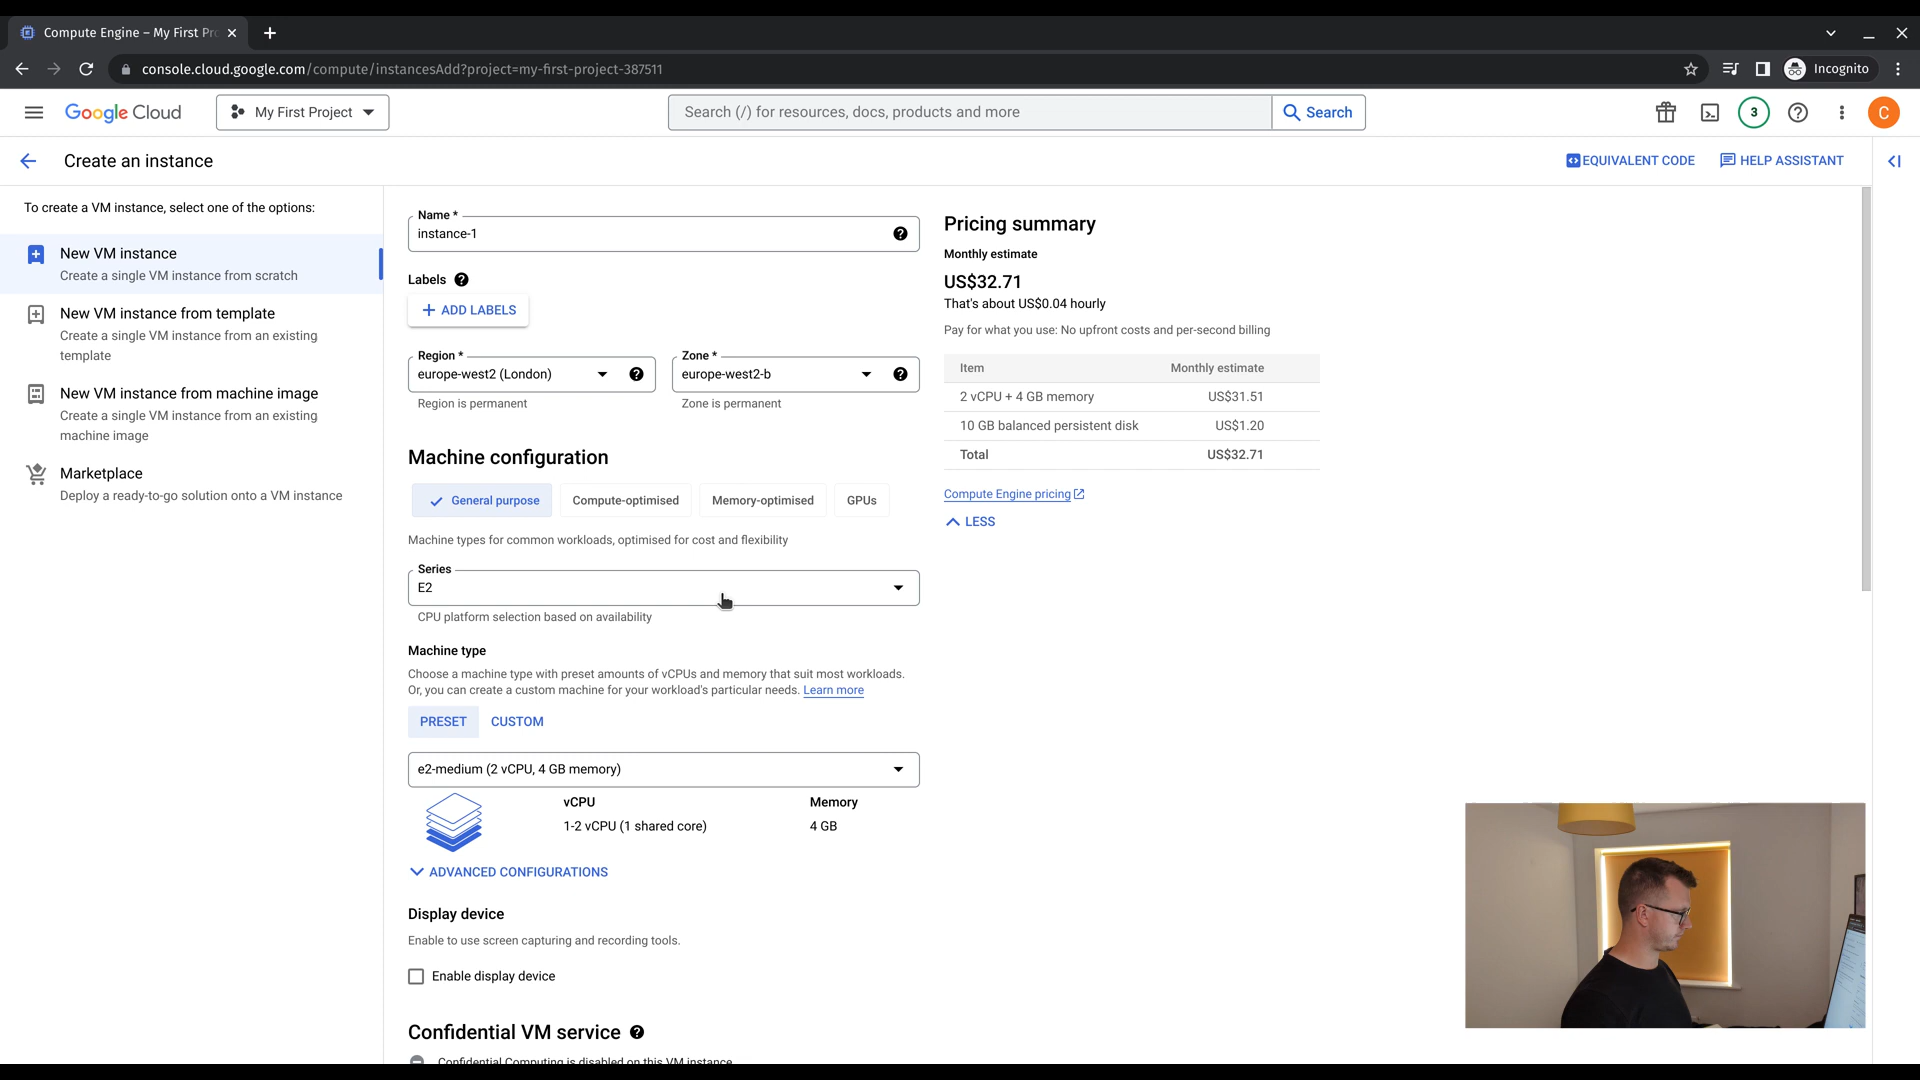 Compute Engine – My First Pro
console.cloud.google.com/compute/instancesAdd?project=my-first-project-387511
Incognito
Google Cloud
My First Project
Search (/) for resources, docs, products and more
Search
3
C
Create an instance
EQUIVALENT CODE
HELP ASSISTANT
To create a VM instance, select one of the options:
New VM instance
Create a single VM instance from scratch
New VM instance from template
Create a single VM instance from an existing
template
New VM instance from machine image
Create a single VM instance from an existing
machine image
Marketplace
Deploy a ready-to-go solution onto a VM instance
Name *
instance-1
Labels
ADD LABELS
Region *
europe-west2 (London)
Region is permanent
Zone *
europe-west2-b
Zone is permanent
Machine configuration
General purpose
Compute-optimised
Memory-optimised
GPUs
Machine types for common workloads, optimised for cost and flexibility
Series
E2
CPU platform selection based on availability
Machine type
Choose a machine type with preset amounts of vCPUs and memory that suit most workloads.
Or, you can create a custom machine for your workload's particular needs. Learn more
PRESET
CUSTOM
e2-medium (2 vCPU, 4 GB memory)
vCPU
1-2 vCPU (1 shared core)
Memory
4 GB
ADVANCED CONFIGURATIONS
Display device
Enable to use screen capturing and recording tools.
Enable display device
Confidential VM service
Confidential Computing is disabled on this VM instance
Pricing summary
Monthly estimate
US$32.71
That's about US$0.04 hourly
Pay for what you use: No upfront costs and per-second billing
Item Monthly estimate
2 vCPU + 4 GB memory US$31.51
10 GB balanced persistent disk US$1.20
Total US$32.71
Compute Engine pricing
LESS